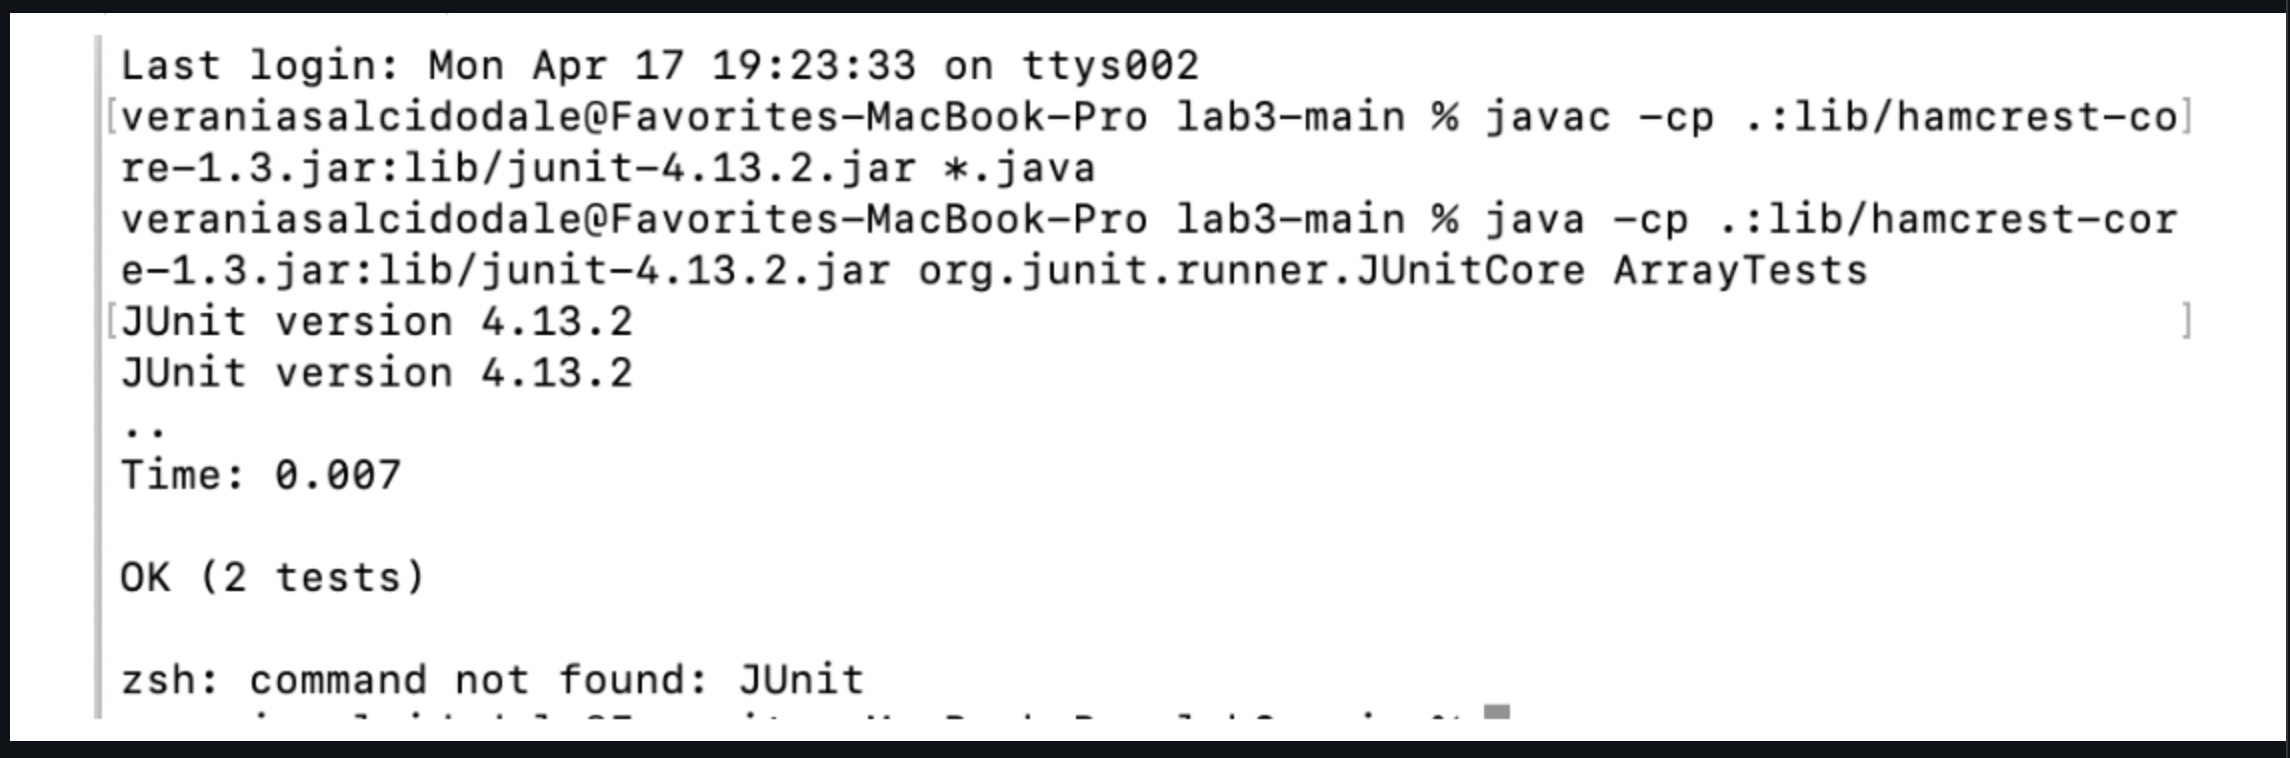 Last login: Mon Apr 17 19:23:33 on ttys002
[veraniasalcidodale@Favorites-MacBook-Pro lab3-main % javac -cp .:lib/hamcrest-co]
re-1.3.jar:lib/junit-4.13.2.jar *.java
veraniasalcidodale@Favorites-MacBook-Pro lab3-main % java -cp .:lib/hamcrest-cor
e-1.3.jar:lib/junit-4.13.2.jar org.junit.runner.JUnitCore ArrayTests
[JUnit version 4.13.2 ]
JUnit version 4.13.2
..
Time: 0.007
OK (2 tests)
zsh: command not found: JUnit